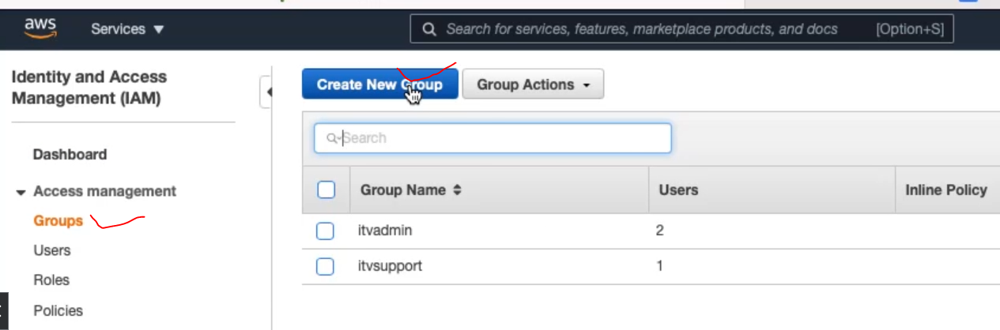 aws Services ▼ Search for services, features, marketplace products, and docs [Option+S]
Identity and Access
Management (IAM)
Dashboard
Access management
Groups
Users
Roles
Policies
Create New Group Group Actions
Search
Group Name Users Inline Policy
itvadmin 2
itvsupport 1